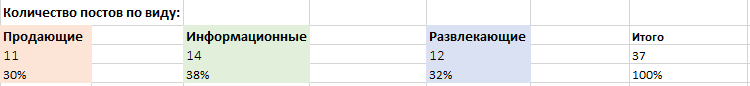 Количество постов по виду:
Продающие Информационные Развлекающие Итого
11 14 12 37
30% 38% 32% 100%